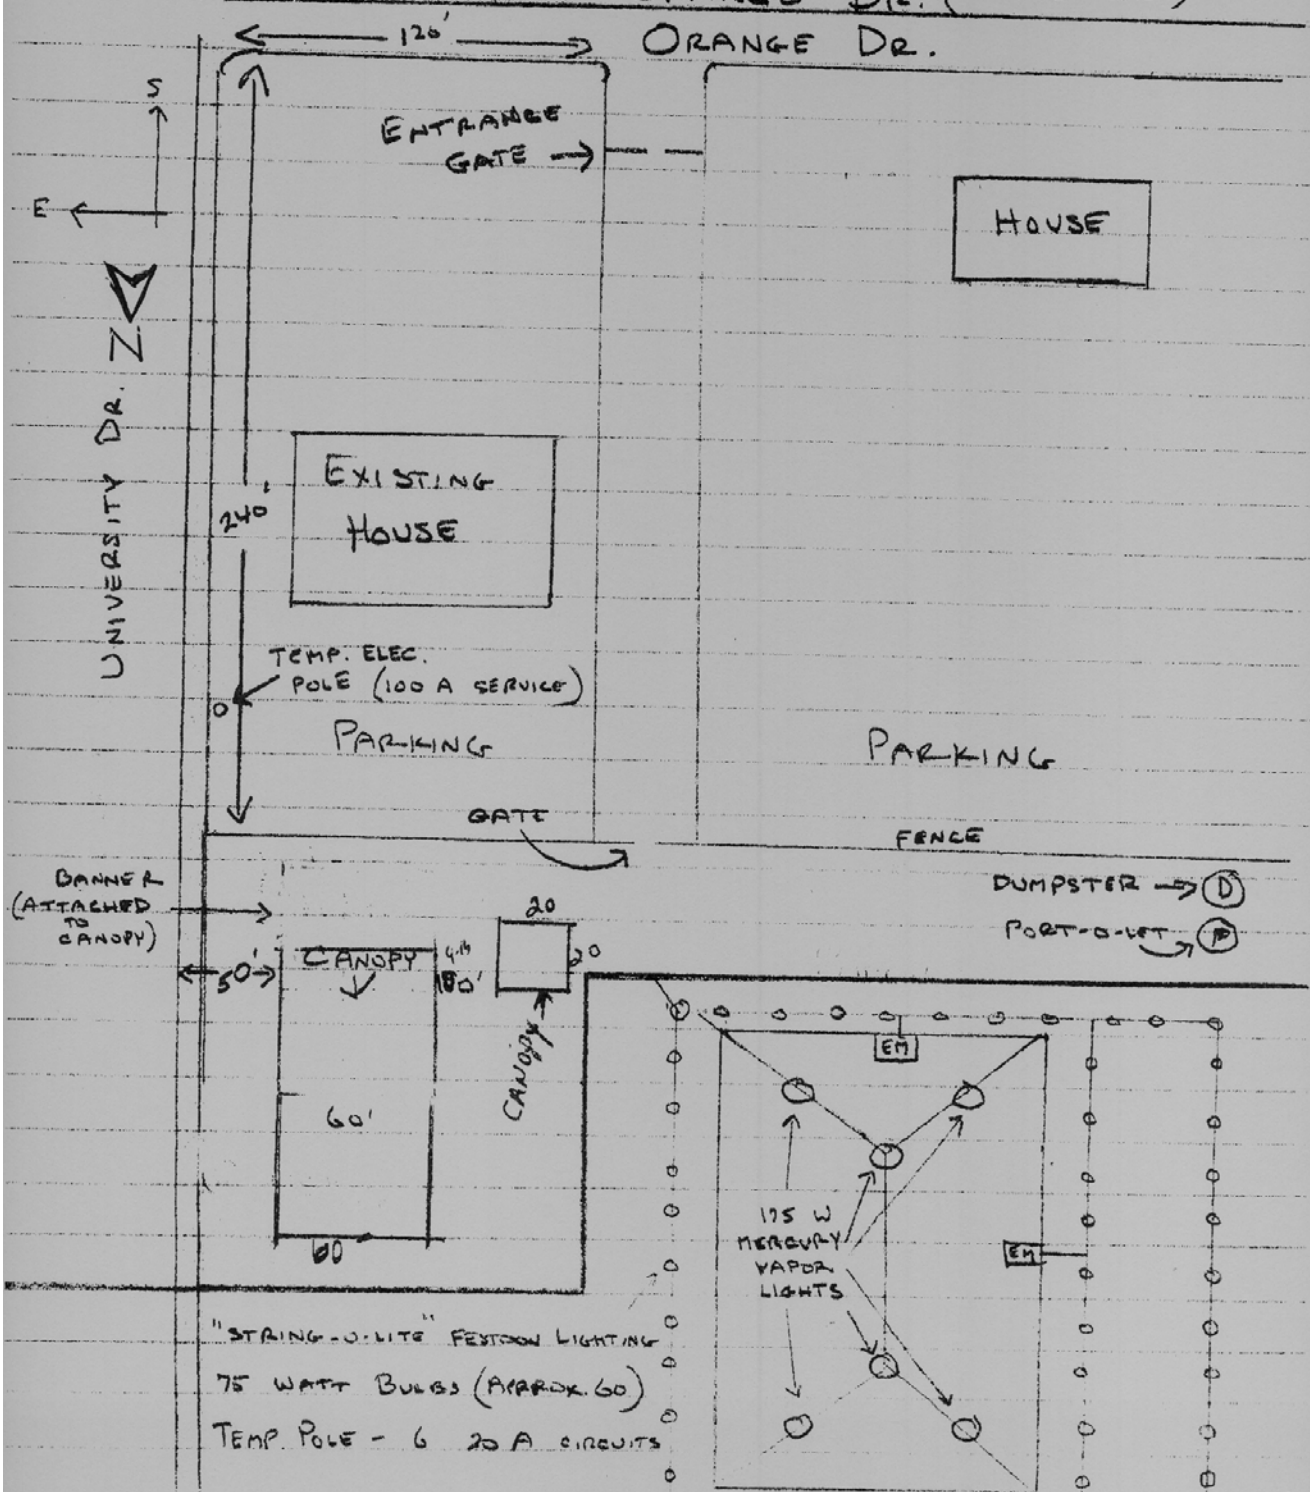 DR. (
ORANGE DR.
120'
S
E
N
UNIVERSITY DR.
ENTRANCE
GATE
HOUSE
EXISTING
HOUSE
240'
TEMP. ELEC.
POLE (100 A SERVICE)
PARKING
PARKING
GATE
FENCE
BANNER
(ATTACHED
TO
CANOPY)
DUMPSTER D
PORT-O-LET P
50'
CANOPY
20
20
CANOPY
60'
60
EM
EM
175 W
MERCURY
VAPOR
LIGHTS
"STRING-O-LITE" FESTOON LIGHTING
75 WATT BULBS (APPROX. 60)
TEMP. POLE - 6 20 A CIRCUITS